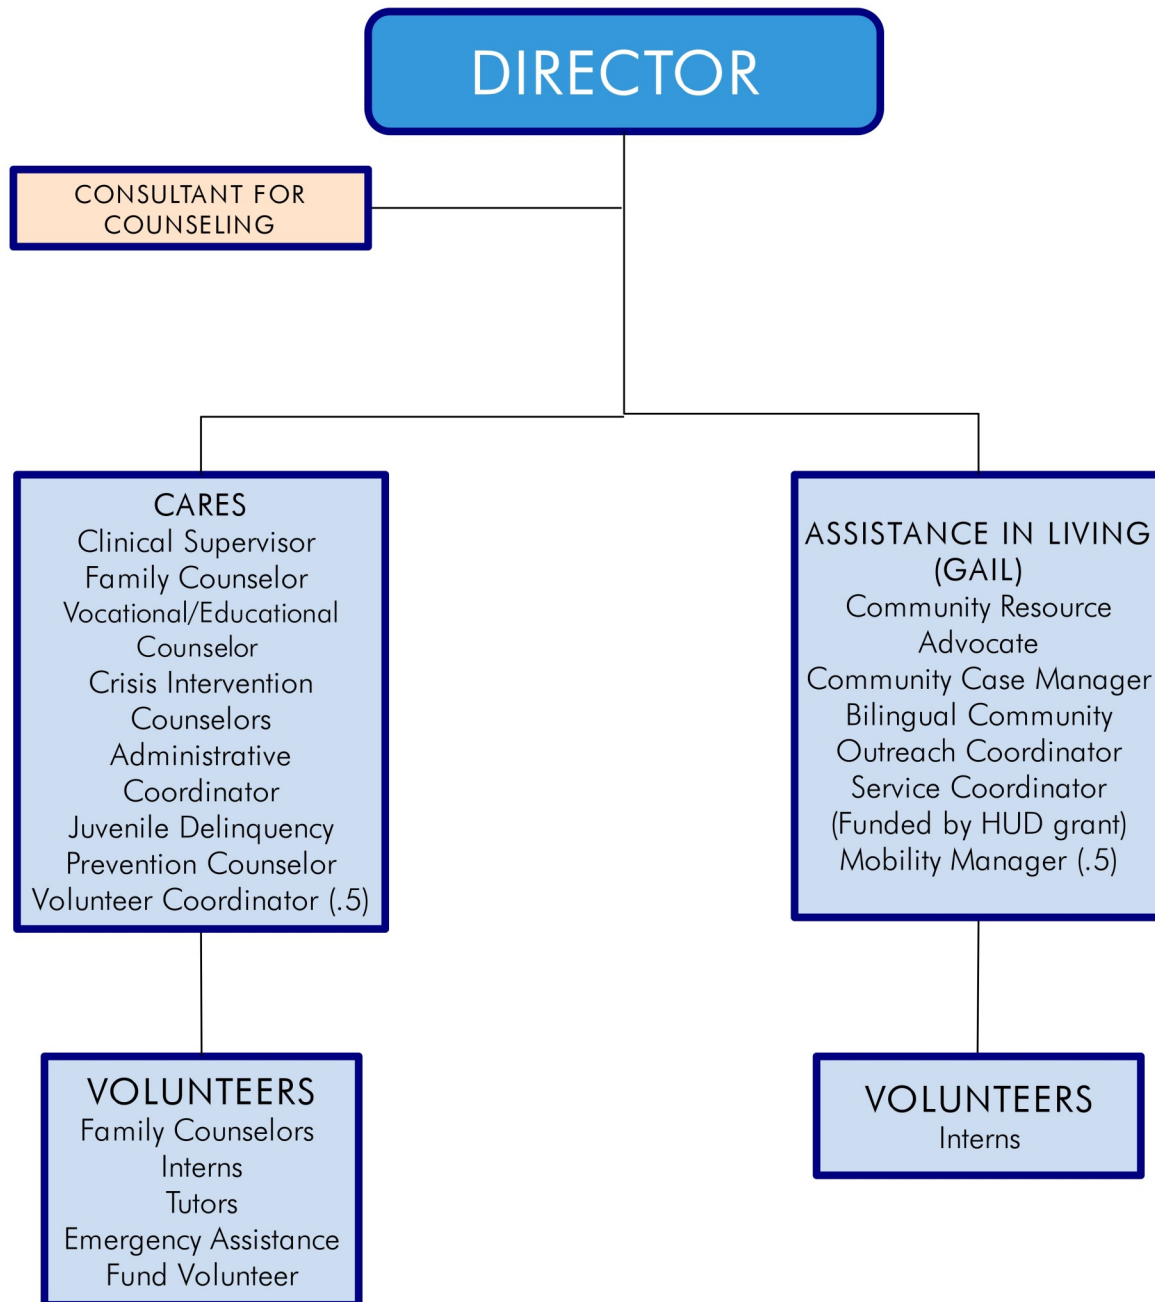 DIRECTOR
CONSULTANT FOR
COUNSELING
CARES
Clinical Supervisor
Family Counselor
Vocational/Educational
Counselor
Crisis Intervention
Counselors
Administrative
Coordinator
Juvenile Delinquency
Prevention Counselor
Volunteer Coordinator (.5)
ASSISTANCE IN LIVING
(GAIL)
Community Resource
Advocate
Community Case Manager
Bilingual Community
Outreach Coordinator
Service Coordinator
(Funded by HUD grant)
Mobility Manager (.5)
VOLUNTEERS
Family Counselors
Interns
Tutors
Emergency Assistance
Fund Volunteer
VOLUNTEERS
Interns